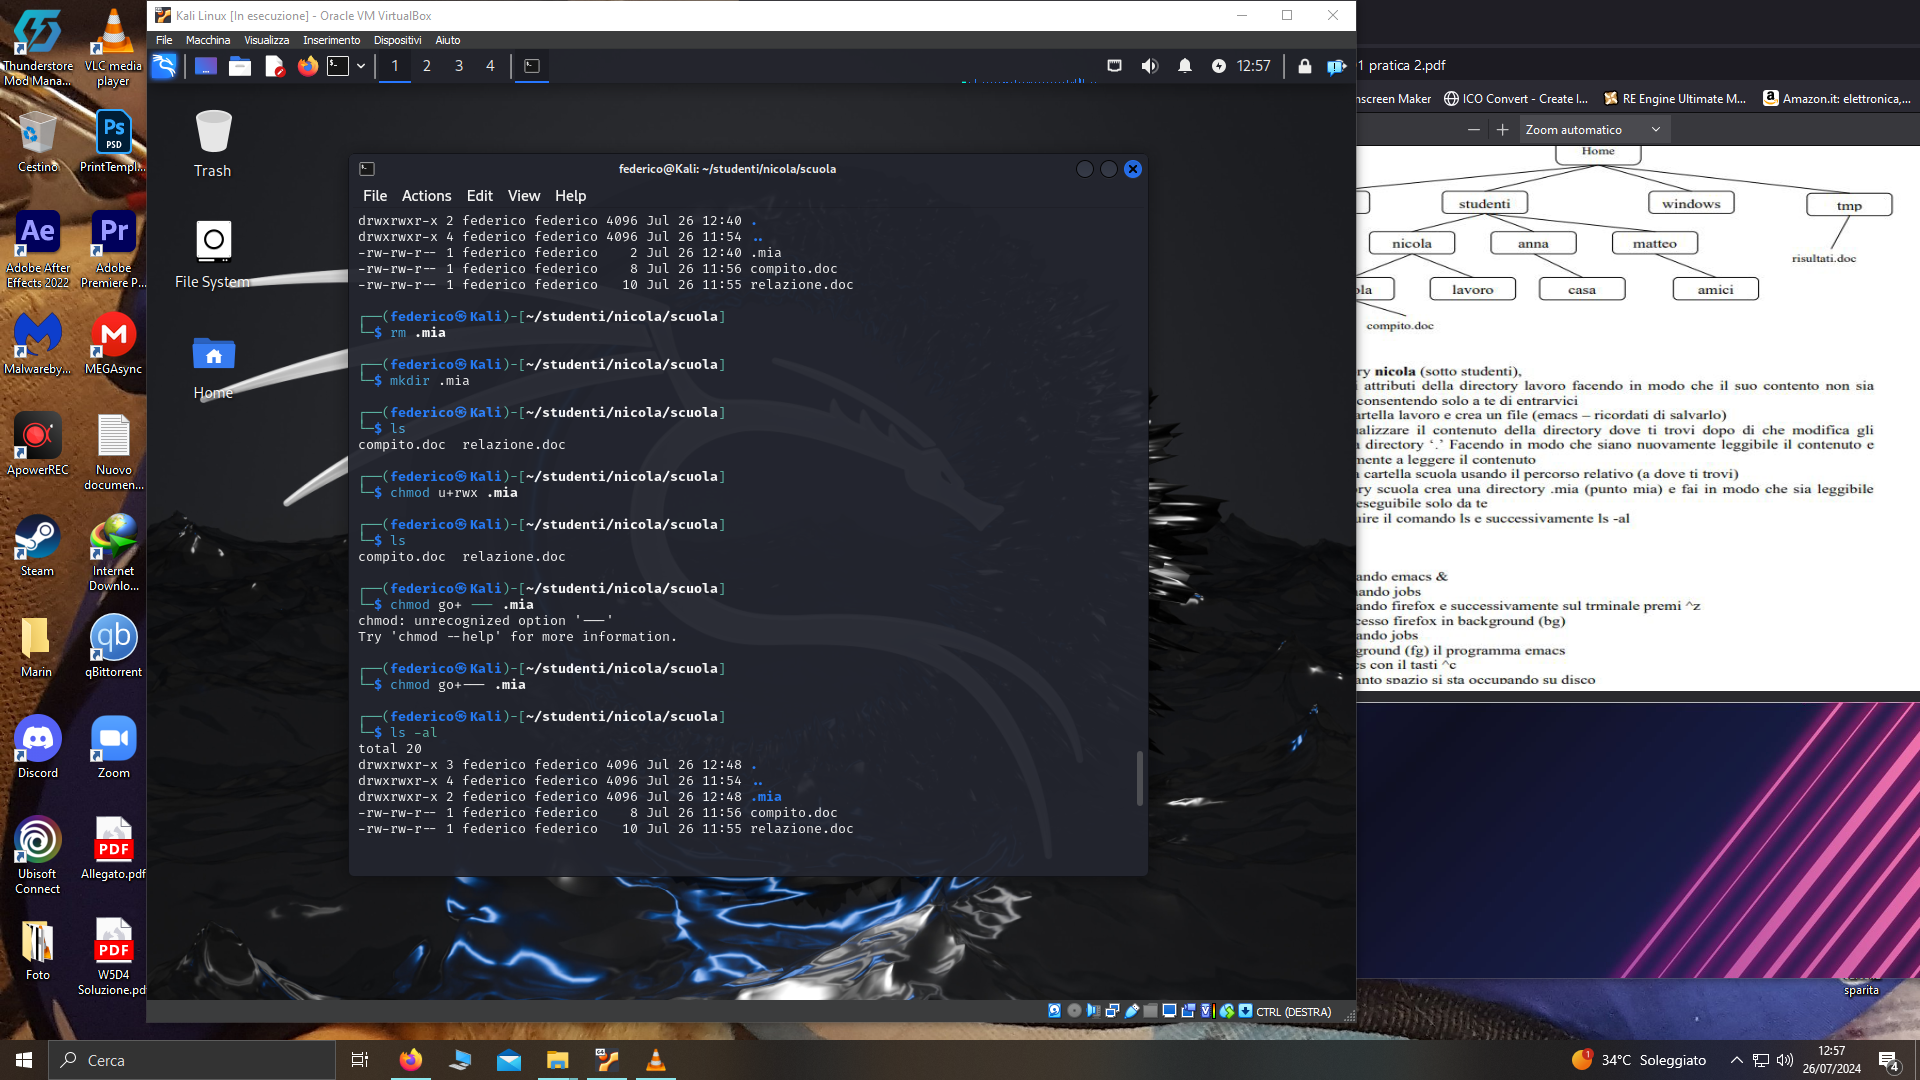 Thunderstore
Mod Mana...
VLC media
player
Cestino
PrintTempl...
Adobe After
Effects 2022
Adobe
Premiere P...
Malwareby...
MEGAsync
ApowerREC
Nuovo
documen...
Steam
Internet
Downlo...
Marin
qBittorrent
Discord
Zoom
Ubisoft
Connect
Allegato.pdf
Foto
W5D4
Soluzione.pd
Kali Linux [In esecuzione] - Oracle VM VirtualBox
File Macchina Visualizza Inserimento Dispositivi Aiuto
1 2 3 4
12:57
Trash
File System
Home
federico@Kali: ~/studenti/nicola/scuola
File Actions Edit View Help
drwxrwxr-x 2 federico federico 4096 Jul 26 12:40 .
drwxrwxr-x 4 federico federico 4096 Jul 26 11:54 ..
-rw-rw-r-- 1 federico federico    2 Jul 26 12:40 .mia
-rw-rw-r-- 1 federico federico    8 Jul 26 11:56 compito.doc
-rw-rw-r-- 1 federico federico   10 Jul 26 11:55 relazione.doc
┌──(federico㉿Kali)-[~/studenti/nicola/scuola]
└─$ rm .mia
┌──(federico㉿Kali)-[~/studenti/nicola/scuola]
└─$ mkdir .mia
┌──(federico㉿Kali)-[~/studenti/nicola/scuola]
└─$ ls
compito.doc  relazione.doc
┌──(federico㉿Kali)-[~/studenti/nicola/scuola]
└─$ chmod u+rwx .mia
┌──(federico㉿Kali)-[~/studenti/nicola/scuola]
└─$ ls
compito.doc  relazione.doc
┌──(federico㉿Kali)-[~/studenti/nicola/scuola]
└─$ chmod go+ --- .mia
chmod: unrecognized option '---'
Try 'chmod --help' for more information.
┌──(federico㉿Kali)-[~/studenti/nicola/scuola]
└─$ chmod go+--- .mia
┌──(federico㉿Kali)-[~/studenti/nicola/scuola]
└─$ ls -al
total 20
drwxrwxr-x 3 federico federico 4096 Jul 26 12:48 .
drwxrwxr-x 4 federico federico 4096 Jul 26 11:54 ..
drwxrwxr-x 2 federico federico 4096 Jul 26 12:48 .mia
-rw-rw-r-- 1 federico federico    8 Jul 26 11:56 compito.doc
-rw-rw-r-- 1 federico federico   10 Jul 26 11:55 relazione.doc
CTRL (DESTRA)
1 pratica 2.pdf
nscreen Maker ICO Convert - Create I... RE Engine Ultimate M... Amazon.it: elettronica,...
Zoom automatico
Home
studenti windows tmp
nicola anna matteo
risultati.doc
ola lavoro casa amici
compito.doc
ry nicola (sotto studenti),
i attributi della directory lavoro facendo in modo che il suo contento non sia
consentendo solo a te di entrarvici
artella lavoro e crea un file (emacs – ricordati di salvarlo)
ualizzare il contenuto della directory dove ti trovi dopo di che modifica gli
a directory ‘.’ Facendo in modo che siano nuovamente leggibile il contenuto e
mente a leggere il contenuto
a cartella scuola usando il percorso relativo (a dove ti trovi)
ry scuola crea una directory .mia (punto mia) e fai in modo che sia leggibile
eseguibile solo da te
uire il comando ls e successivamente ls -al
ando emacs &
mando jobs
ando firefox e successivamente sul trminale premi ^z
cesso firefox in background (bg)
ando jobs
ground (fg) il programma emacs
cs con il tasti ^c
anto spazio si sta occupando su disco
sparita
Cerca
34°C Soleggiato
12:57
26/07/2024
4